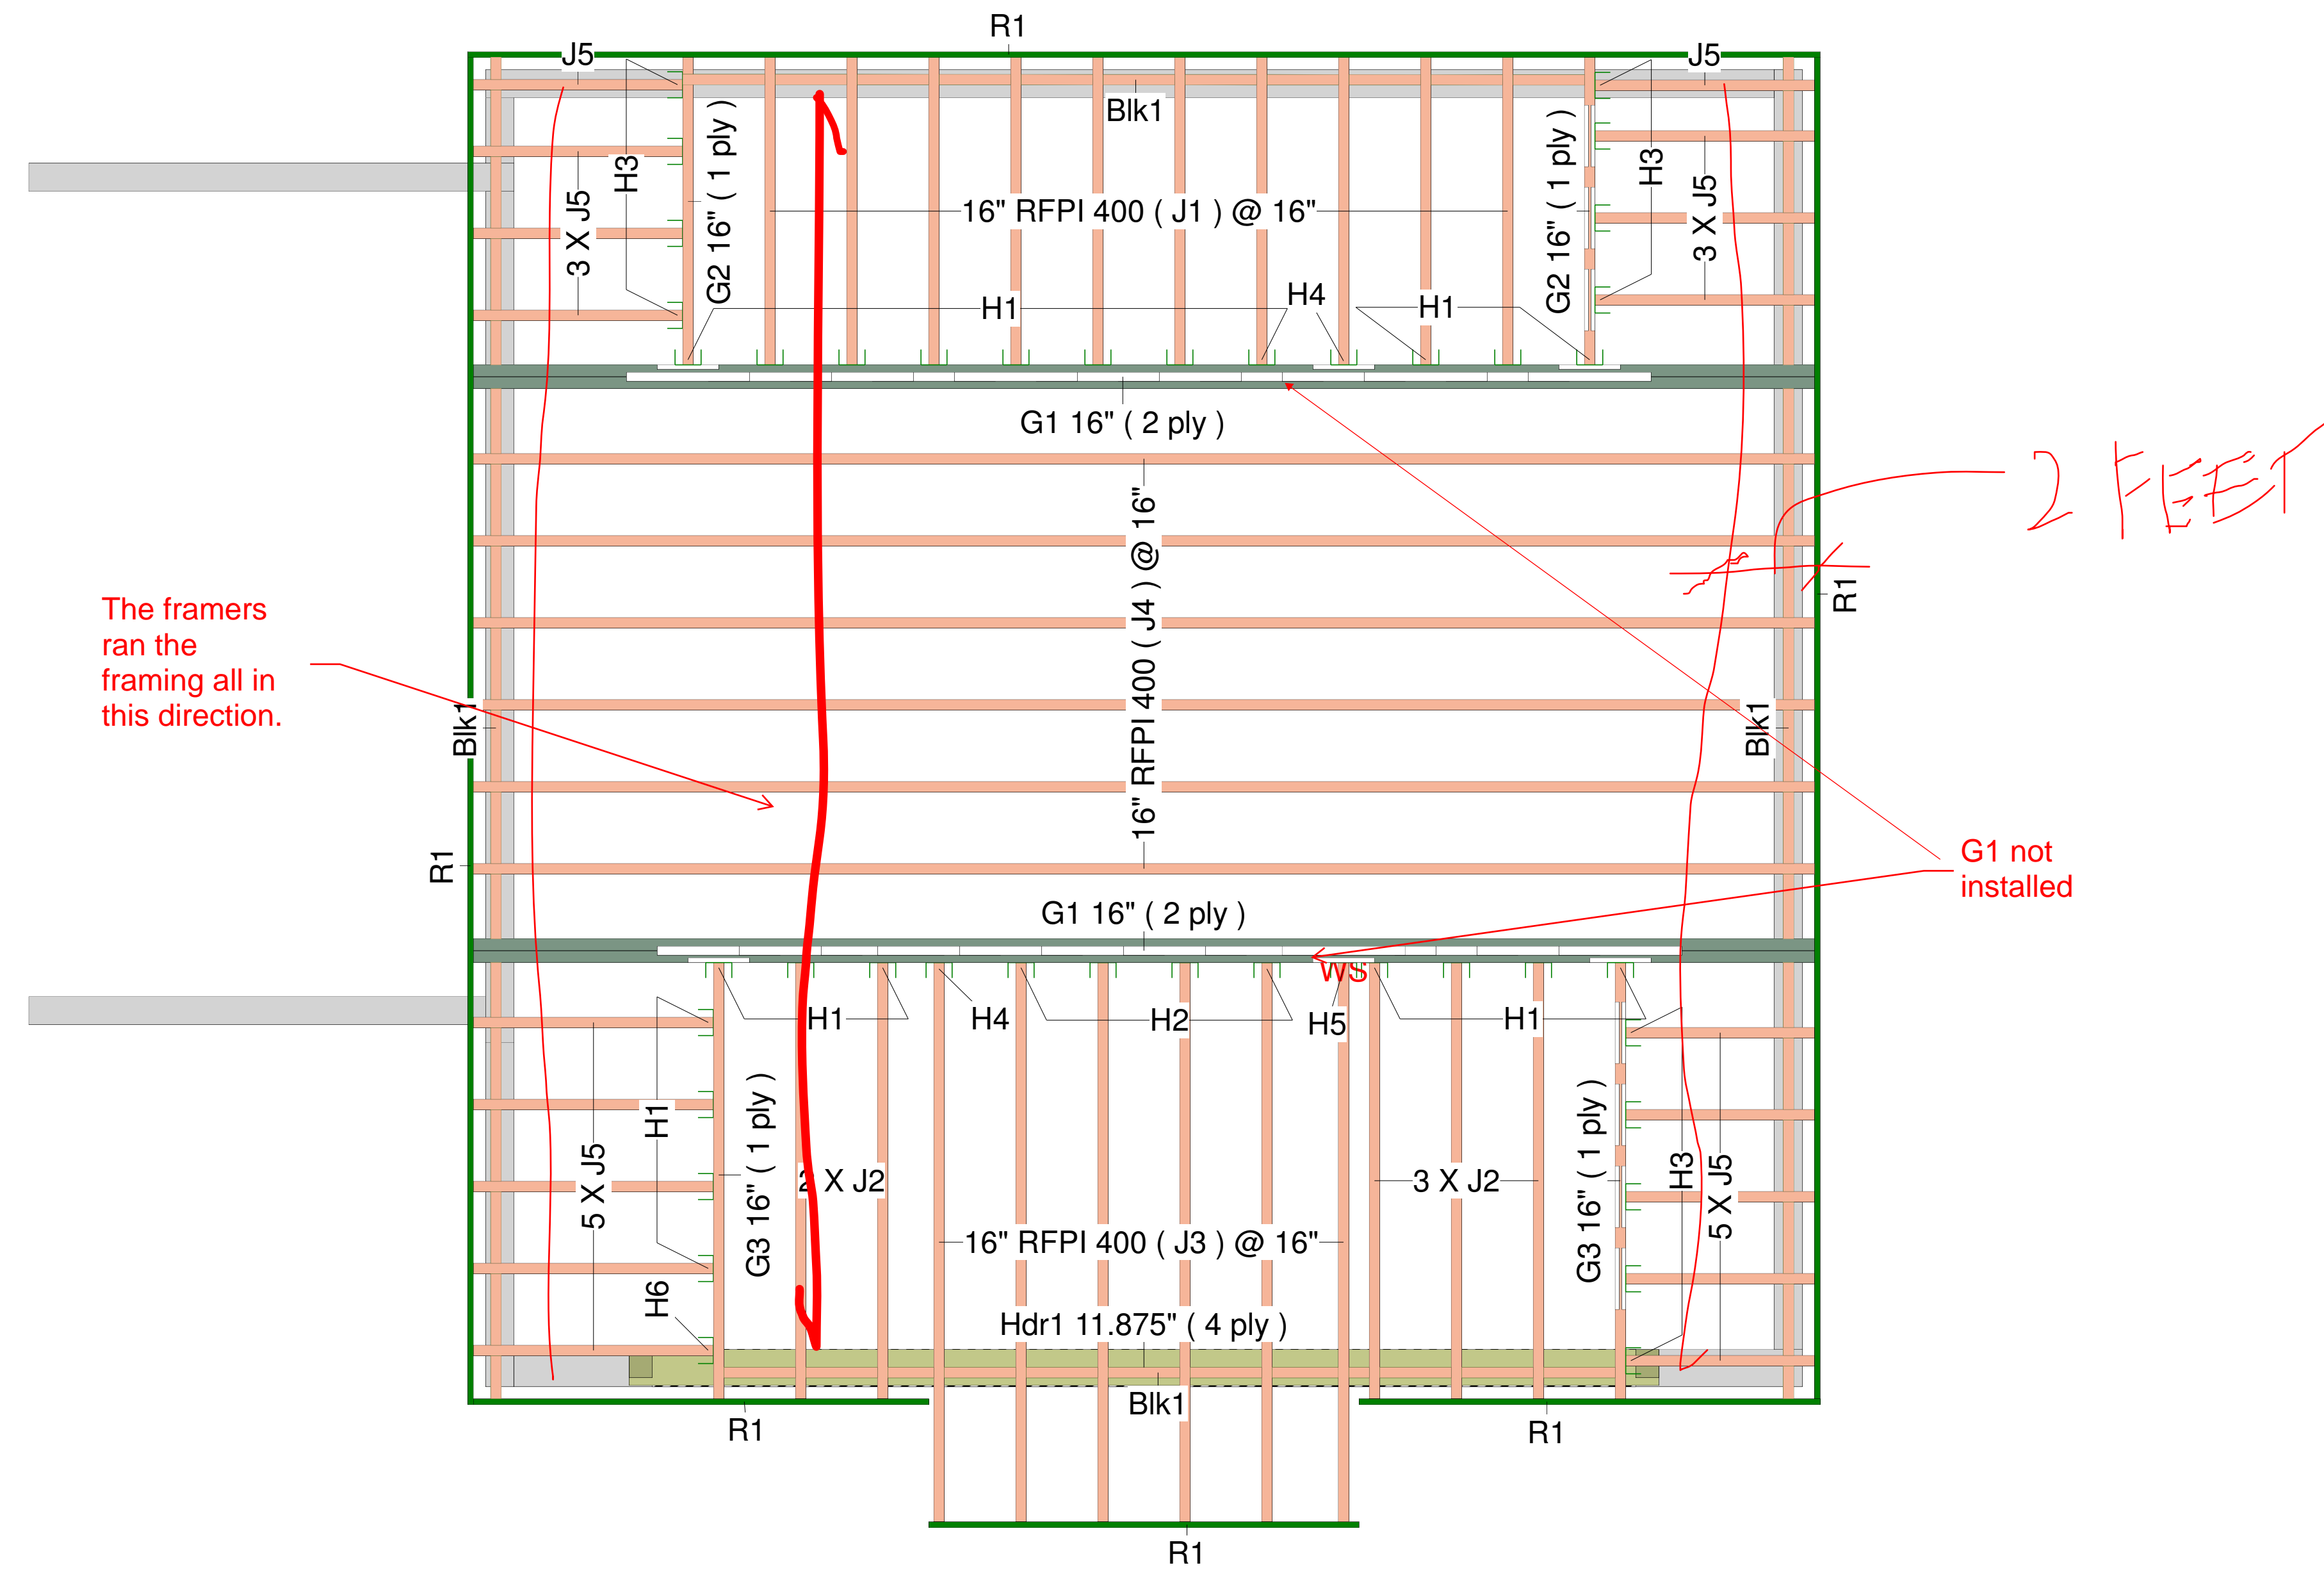 R1
J5
J5
Blk1
H3
G2 16" ( 1 ply )
3 X J5
16" RFPI 400 ( J1 ) @ 16"
G2 16" ( 1 ply )
H3
3 X J5
H1
H4
H1
G1 16" ( 2 ply )
2 FEET
16" RFPI 400 ( J4 ) @ 16"
The framers
ran the
framing all in
this direction.
R1
Blk1
Blk1
R1
G1 not
installed
G1 16" ( 2 ply )
WS
H1
H4
H2
H5
H1
H1
5 X J5
G3 16" ( 1 ply )
2 X J2
3 X J2
G3 16" ( 1 ply )
H3
5 X J5
16" RFPI 400 ( J3 ) @ 16"
H6
Hdr1 11.875" ( 4 ply )
Blk1
R1
R1
R1